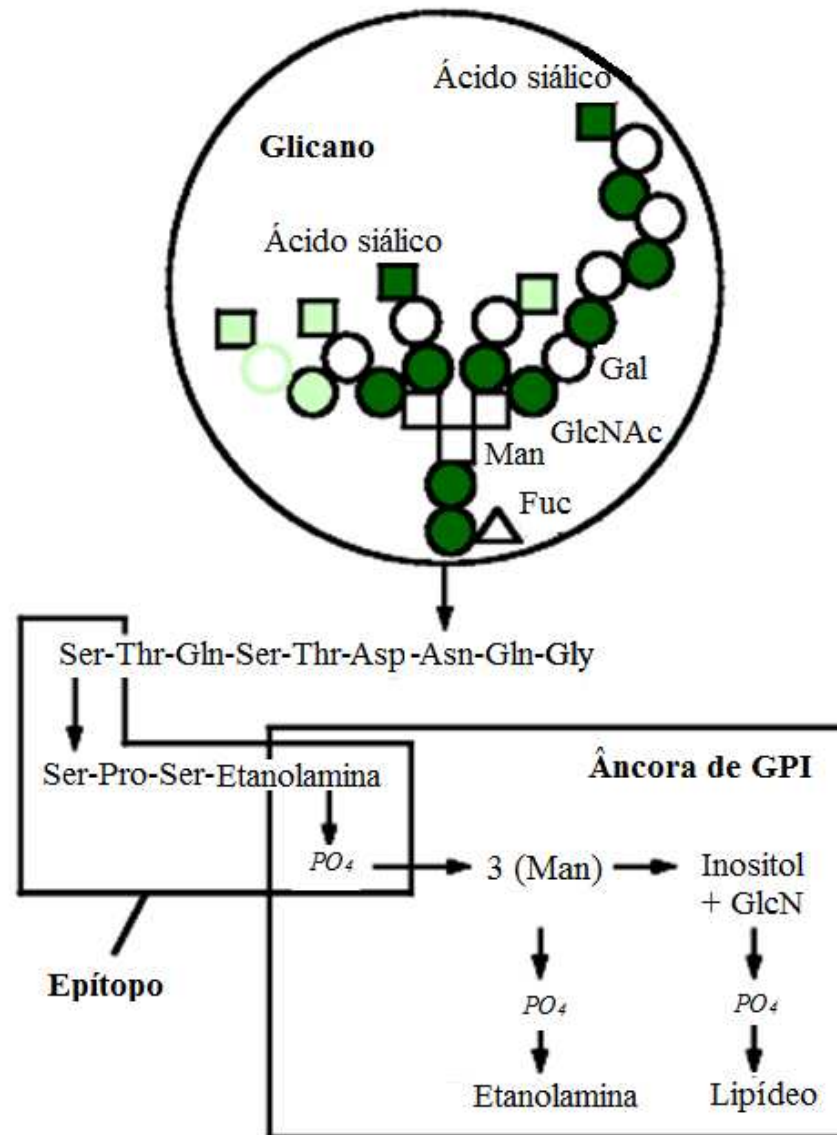 Ácido siálico
Glicano
Ácido siálico
Gal
GlcNAc
Man
Fuc
Ser-Thr-Gln-Ser-Thr-Asp-Asn-Gln-Gly
Ser-Pro-Ser-Etanolamina
Âncora de GPI
PO₄
3 (Man)
Inositol
+ GlcN
Epítopo
PO₄
PO₄
Etanolamina
Lipídeo